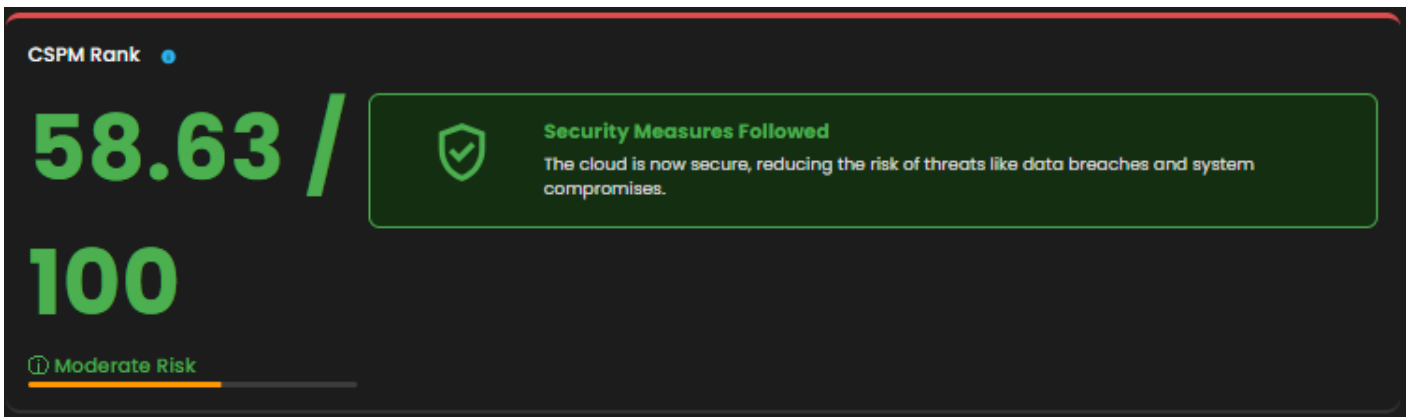 CSPM Rank
58.63 /
100
Moderate Risk
Security Measures Followed
The cloud is now secure, reducing the risk of threats like data breaches and system
compromises.